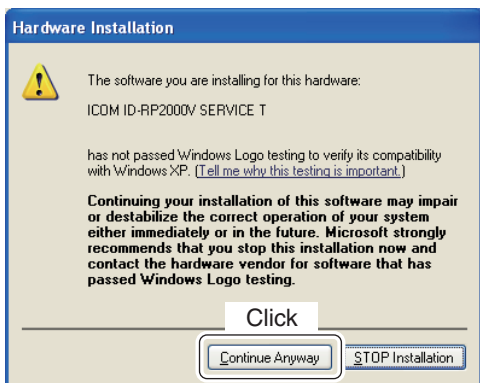 Hardware Installation
The software you are installing for this hardware:
ICOM ID-RP2000V SERVICE T
has not passed Windows Logo testing to verify its compatibility
with Windows XP. (Tell me why this testing is important.)
Continuing your installation of this software may impair
or destabilize the correct operation of your system
either immediately or in the future. Microsoft strongly
recommends that you stop this installation now and
contact the hardware vendor for software that has
passed Windows Logo testing.
Click
Continue Anyway STOP Installation